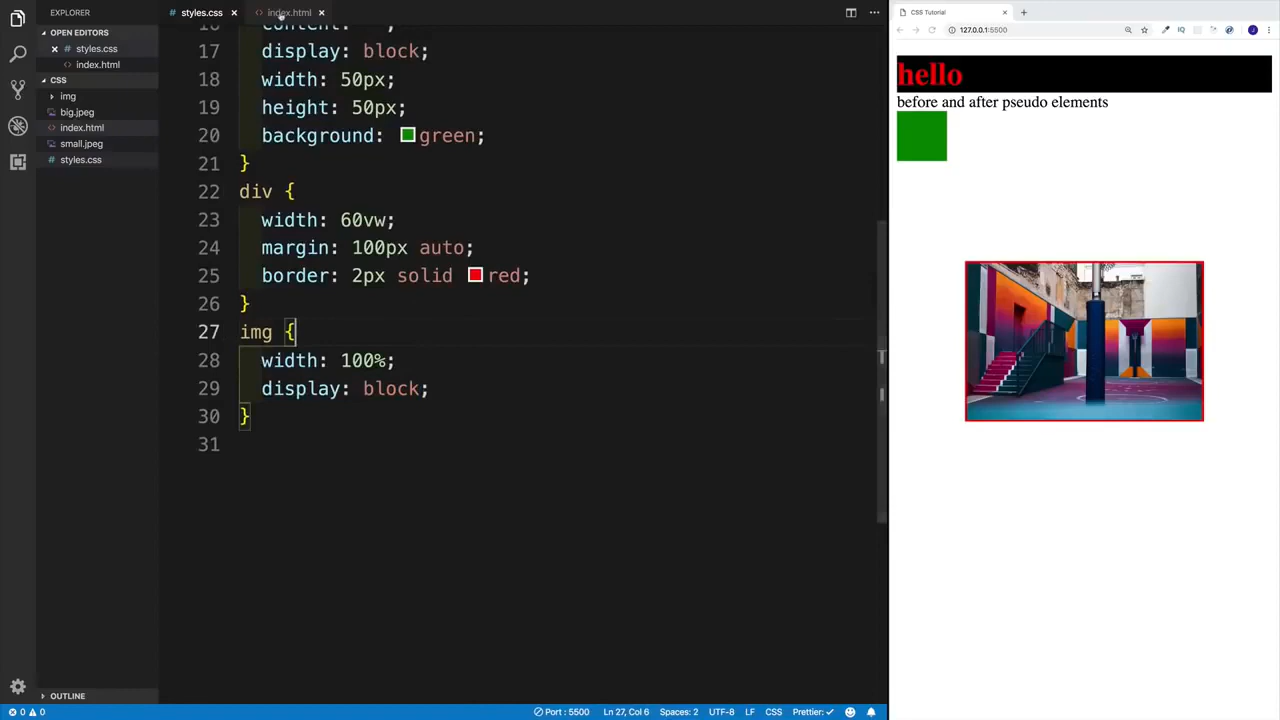 EXPLORER
styles.css
index.html
OPEN EDITORS
styles.css
index.html
CSS
img
big.jpeg
index.html
small.jpeg
styles.css
OUTLINE
17 display: block;
18 width: 50px;
19 height: 50px;
20 background: green;
21 }
22 div {
23 width: 60vw;
24 margin: 100px auto;
25 border: 2px solid red;
26 }
27 img {
28 width: 100%;
29 display: block;
30 }
31
0 0
Port : 5500
Ln 27, Col 6
Spaces: 2
UTF-8
LF
CSS
Prettier: ✓
CSS Tutorial
127.0.0.1:5500
IQ
J
hello
before and after pseudo elements